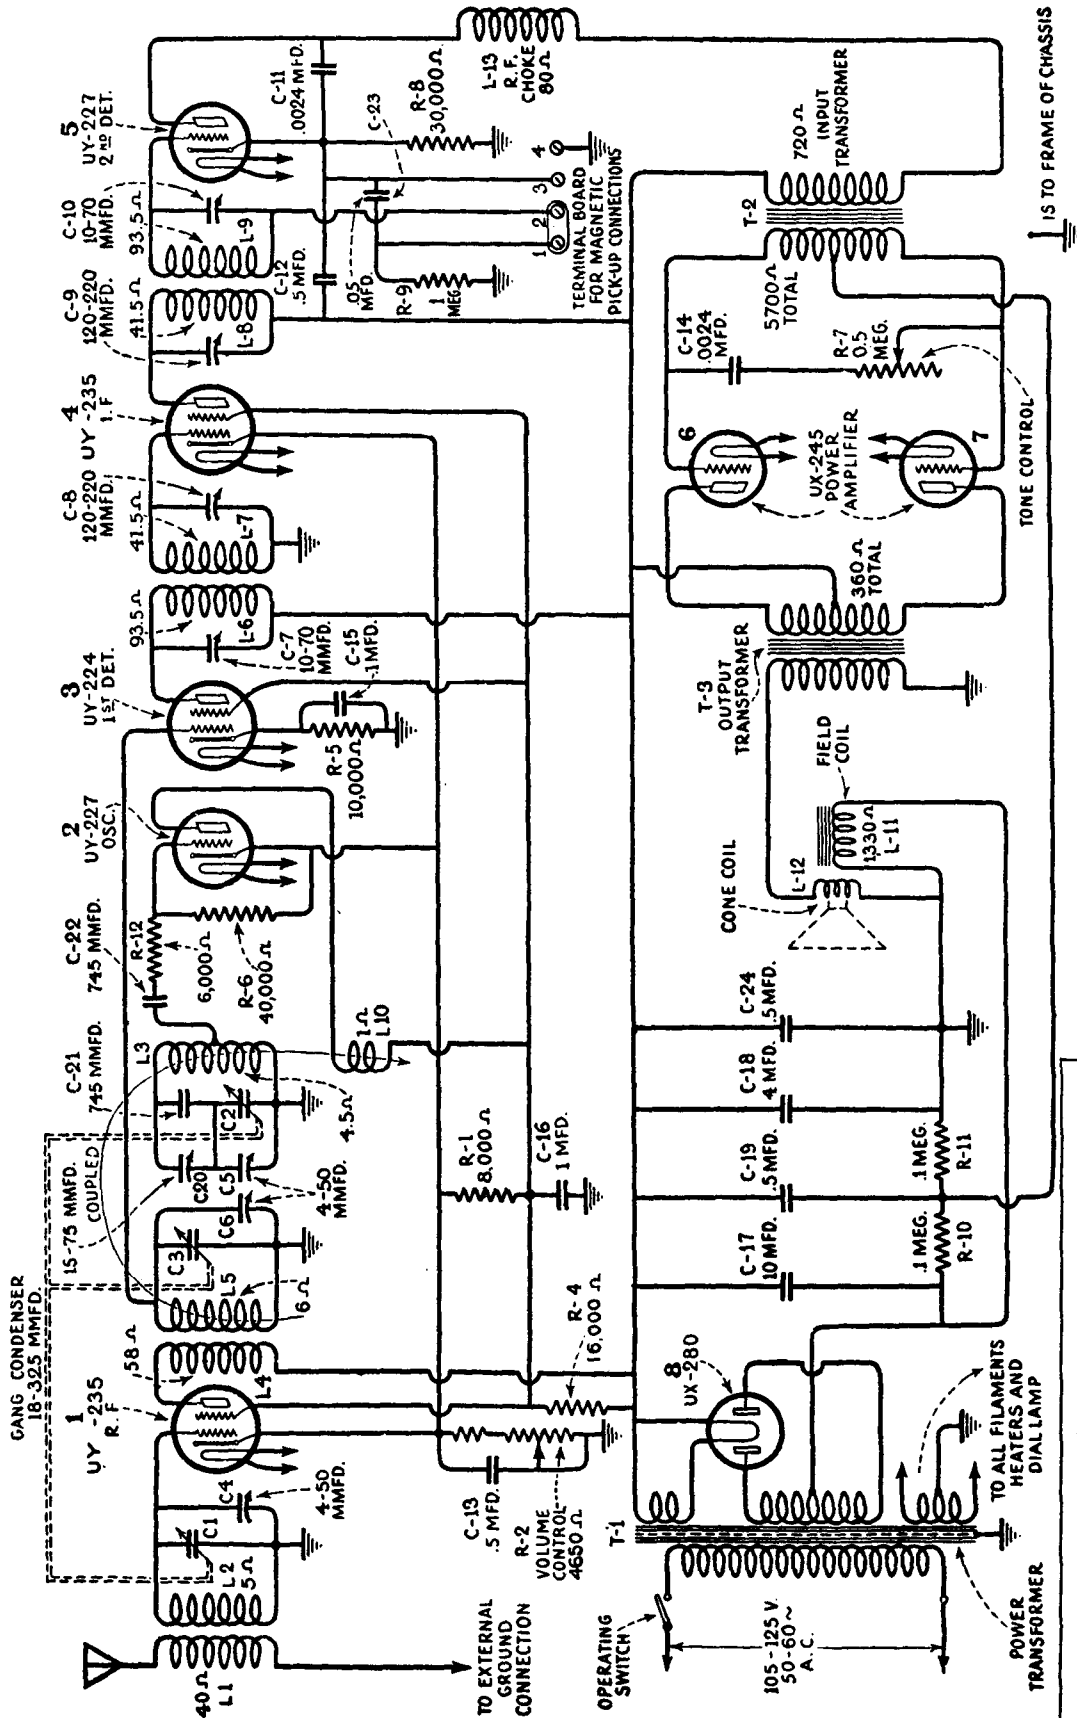 GANG CONDENSER
18-325 MMFD.
1
UY-235
R.F
2
UY-227
OSC.
3
UY-224
1ST DET.
4
UY-235
I.F
5
UY-227
2ND DET.
40Ω
L1
L2
5Ω
C1
C4
4-50
MMFD.
58Ω
L4
L5
6Ω
C3
C6
COUPLED
15-75 MMFD.
C20
C5
4-50
MMFD.
C-21
745 MMFD.
C2
L3
4.5Ω
C-22
745 MMFD.
R-12
6,000Ω
R-6
40,000Ω
1Ω
L10
R-5
10,000Ω
C-15
.1MFD.
C-7
10-70
MMFD.
L-6
93.5Ω
C-8
120-220
MMFD.
41.5Ω
L-7
C-9
120-220
MMFD.
41.5Ω
L-8
C-10
10-70
MMFD.
93.5Ω
L-9
C-12
.5 MFD.
C-11
.0024 MFD.
.05
MFD.
C-23
R-9
1
MEG.
R-8
30,000Ω
L-13
R.F.
CHOKE
80Ω
1
2
3
4
TERMINAL BOARD
FOR MAGNETIC
PICK-UP CONNECTIONS
TO EXTERNAL
GROUND
CONNECTION
C-13
.5 MFD.
R-2
VOLUME
CONTROL
4650Ω
R-4
16,000Ω
R-1
8,000Ω
C-16
.1 MFD.
OPERATING
SWITCH
105-125 V.
50-60~
A.C.
T-1
POWER
TRANSFORMER
8
UX-280
TO ALL FILAMENTS
HEATERS AND
DIAL LAMP
C-17
10 MFD.
C-19
.5 MFD.
C-18
4 MFD.
C-24
.5 MFD.
.1 MEG.
R-10
.1 MEG.
R-11
CONE COIL
L-12
FIELD
COIL
1330Ω
L-11
T-3
OUTPUT
TRANSFORMER
360Ω
TOTAL
6
UX-245
POWER
AMPLIFIER
7
C-14
.0024
MFD.
R-7
0.5
MEG.
TONE CONTROL
5700Ω
TOTAL
T-2
720Ω
INPUT
TRANSFORMER
IS TO FRAME OF CHASSIS